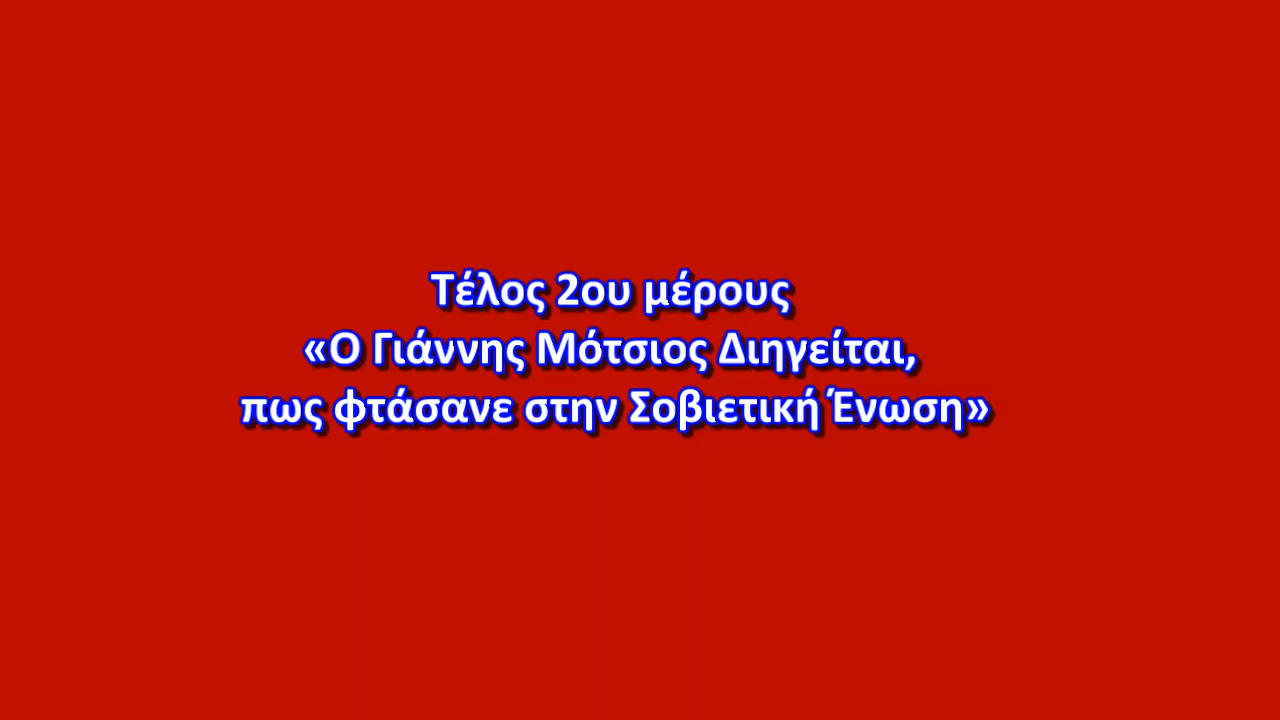 Τέλος 2ου μέρους
«Ο Γιάννης Μότσιος Διηγείται,
πως φτάσανε στην Σοβιετική Ένωση»